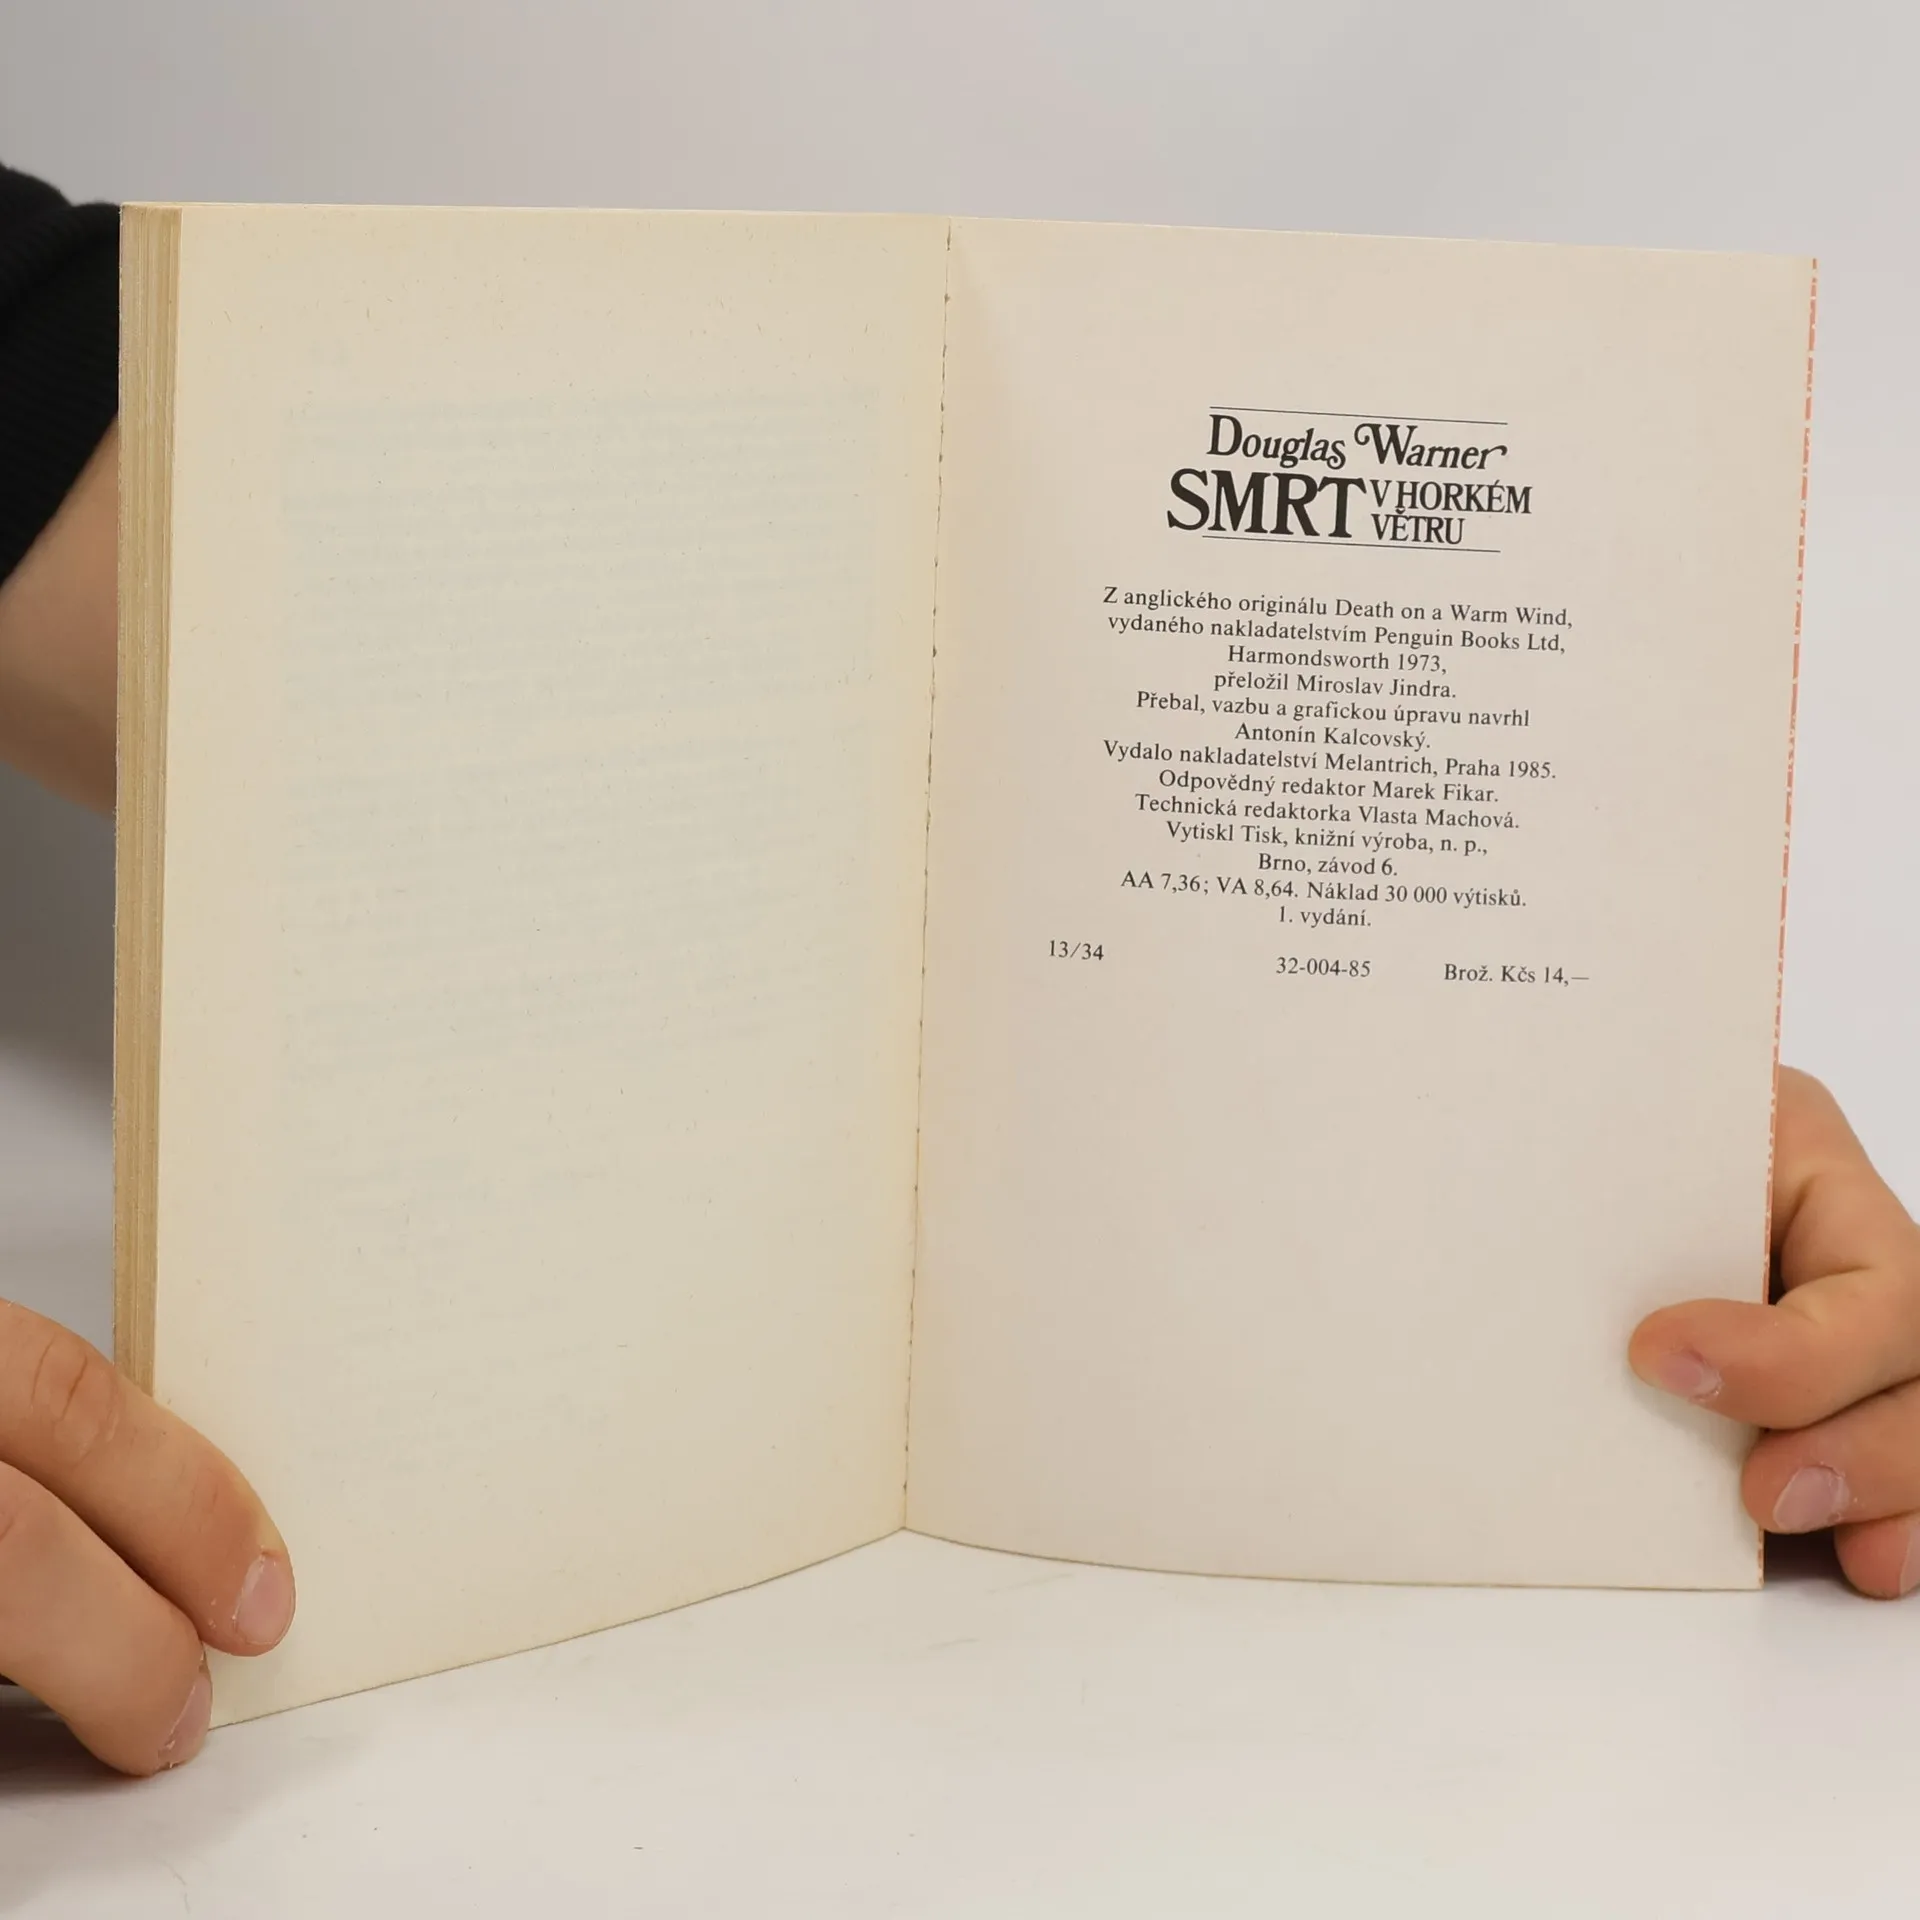 Douglas Warner
SMRT V HORKÉM
VĚTRU
Z anglického originálu Death on a Warm Wind,
vydaného nakladatelstvím Penguin Books Ltd,
Harmondsworth 1973,
přeložil Miroslav Jindra.
Přebal, vazbu a grafickou úpravu navrhl
Antonín Kalcovský.
Vydalo nakladatelství Melantrich, Praha 1985.
Odpovědný redaktor Marek Fikar.
Technická redaktorka Vlasta Machová.
Vytiskl Tisk, knižní výroba, n. p.,
Brno, závod 6.
AA 7,36; VA 8,64. Náklad 30 000 výtisků.
1. vydání.
13/34 32-004-85 Brož. Kčs 14,—